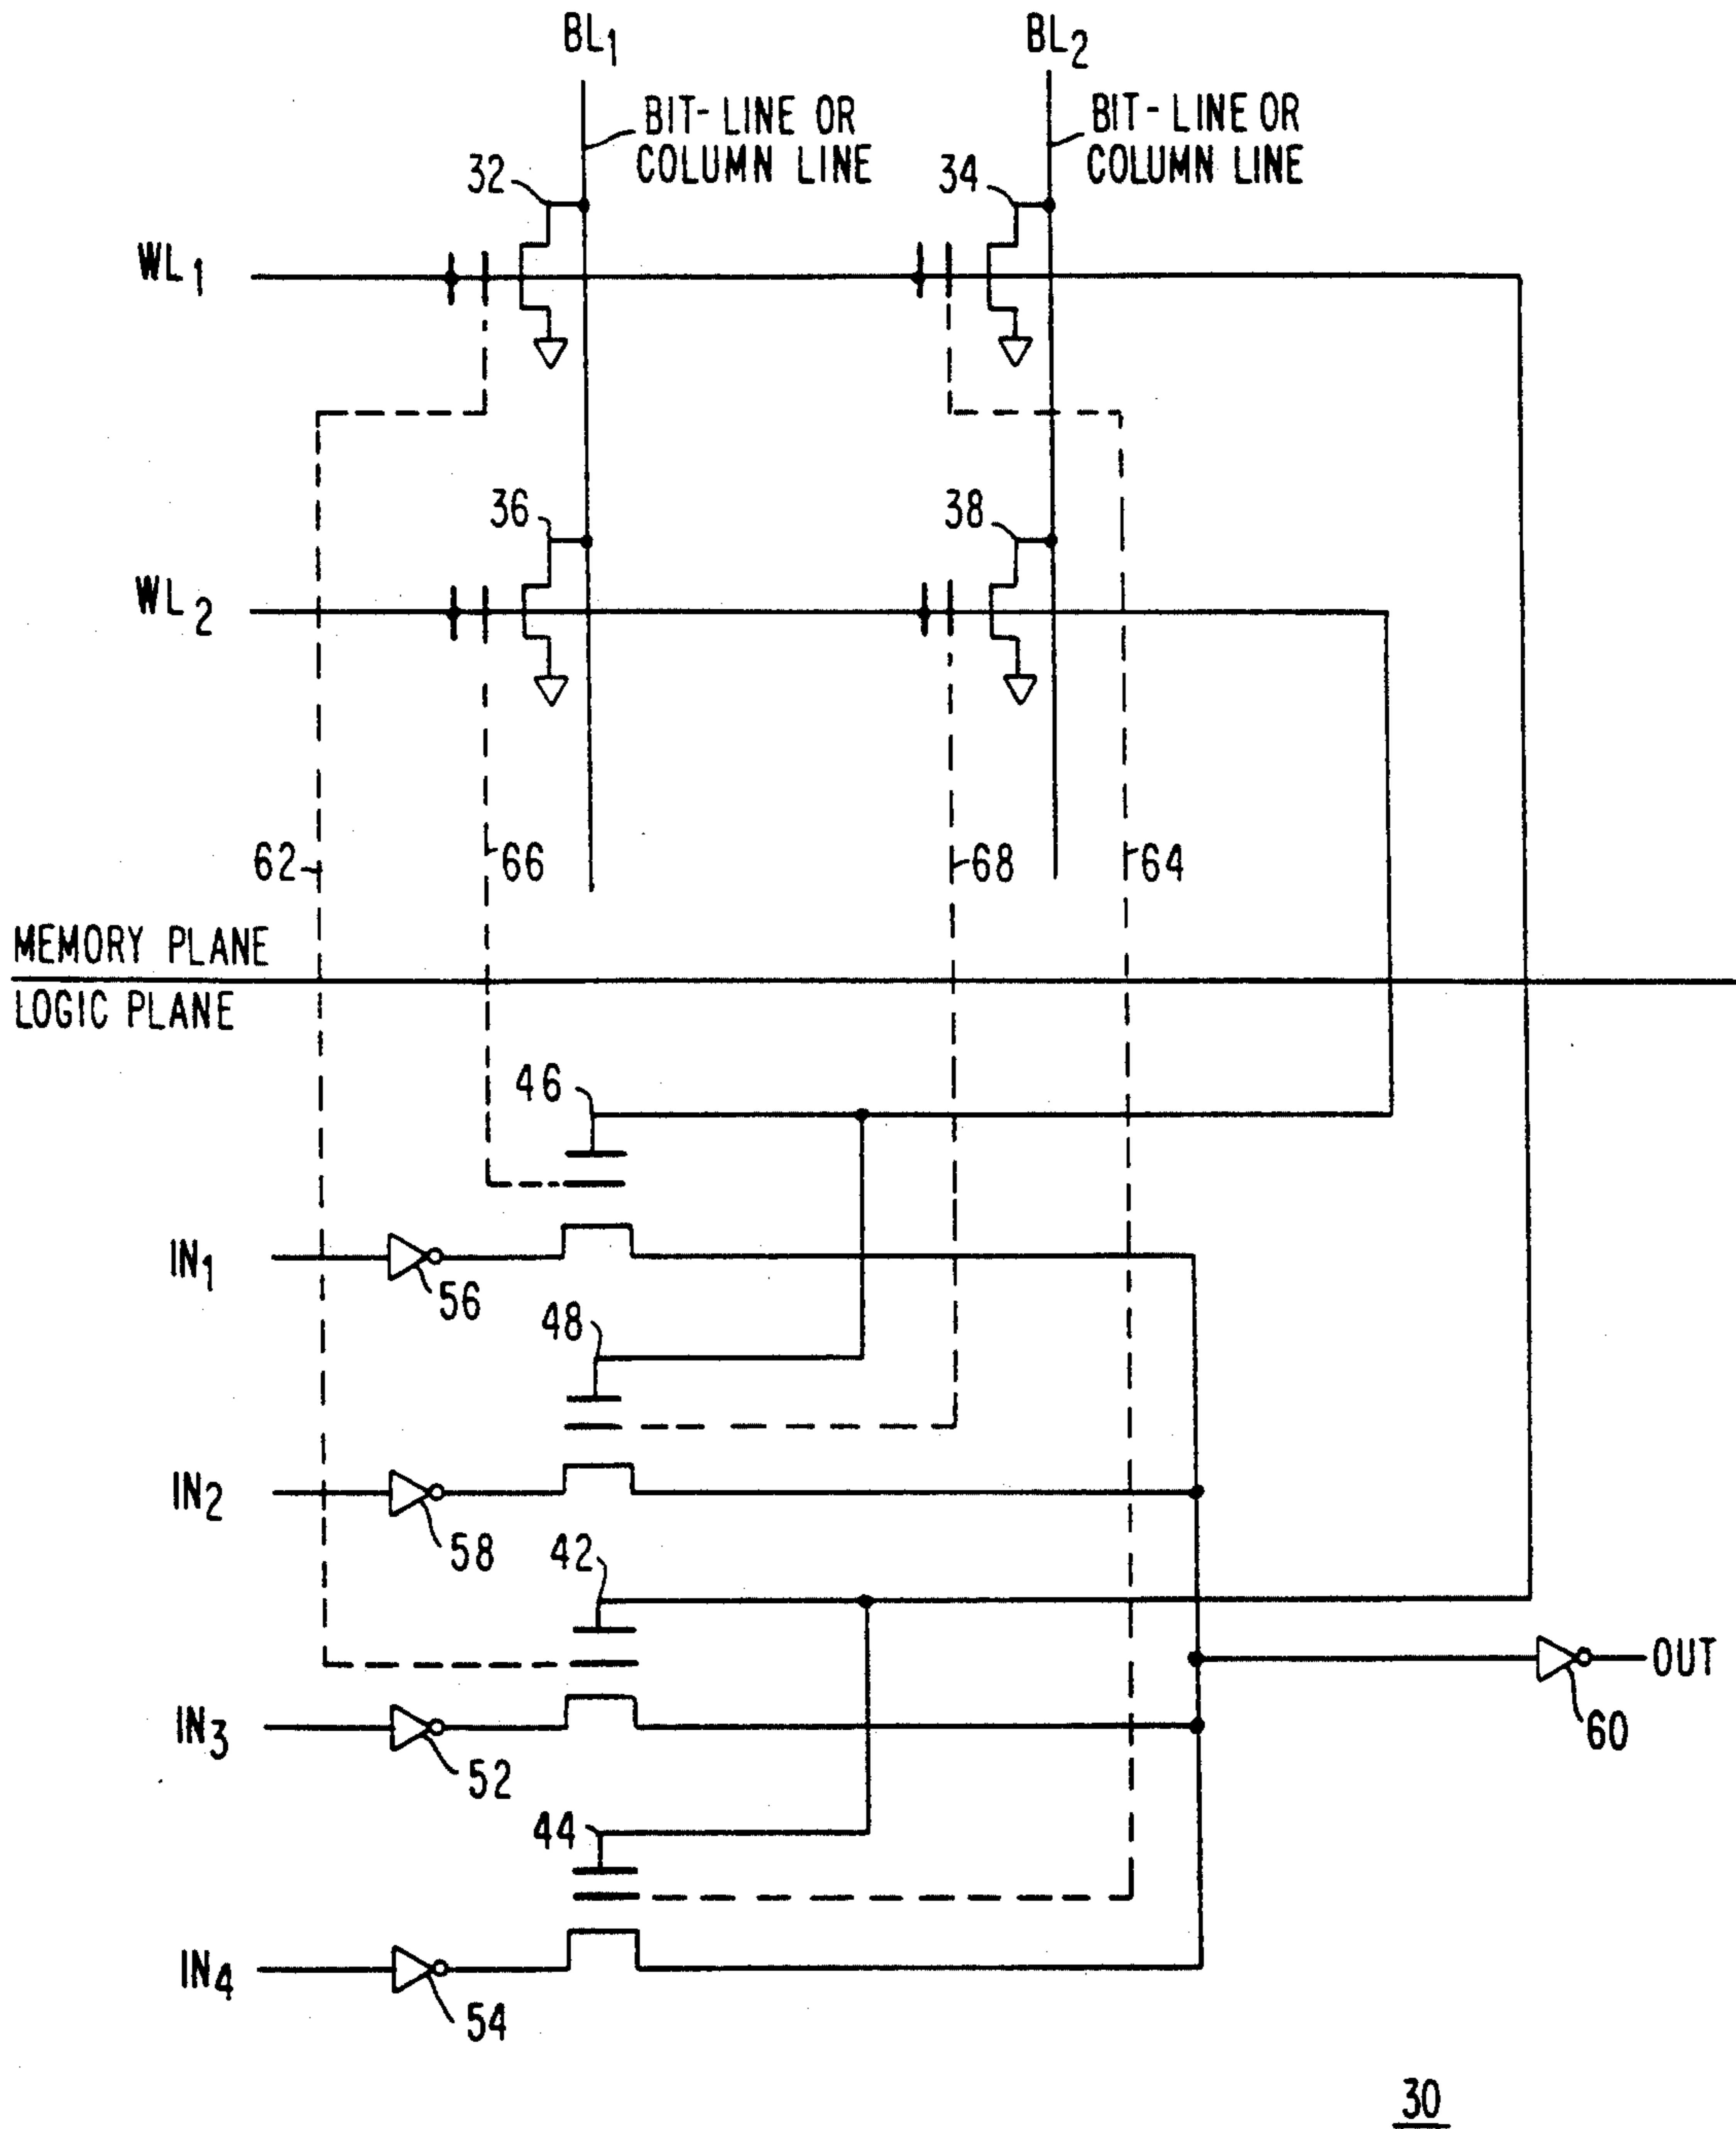 BL1
BL2
BIT-LINE OR
COLUMN LINE
BIT-LINE OR
COLUMN LINE
32
34
WL1
36
38
WL2
62
66
68
64
MEMORY PLANE
LOGIC PLANE
46
IN1
56
48
IN2
58
42
OUT
IN3
52
60
44
IN4
54
30